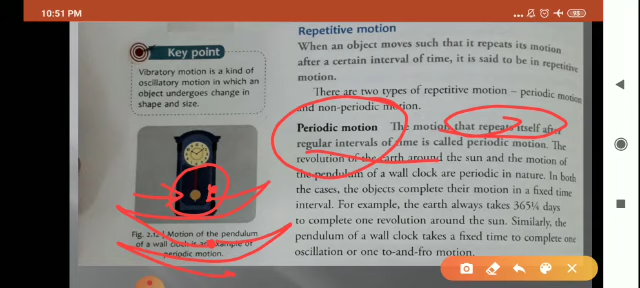 10:51 PM
93
Key point
Vibratory motion is a kind of
oscillatory motion in which an
object undergoes change in
shape and size.
Fig. 2.12 Motion of the pendulum
of a wall clock is an example of
periodic motion.
Repetitive motion
When an object moves such that it repeats its motion
after a certain interval of time, it is said to be in repetitive
motion.
There are two types of repetitive motion – periodic motion
and non-periodic motion.
Periodic motion The motion that repeats itself after
regular intervals of time is called periodic motion. The
revolution of the earth around the sun and the motion of
the pendulum of a wall clock are periodic in nature. In both
the cases, the objects complete their motion in a fixed time
interval. For example, the earth always takes 365¼ days
to complete one revolution around the sun. Similarly, the
pendulum of a wall clock takes a fixed time to complete one
oscillation or one to-and-fro motion.